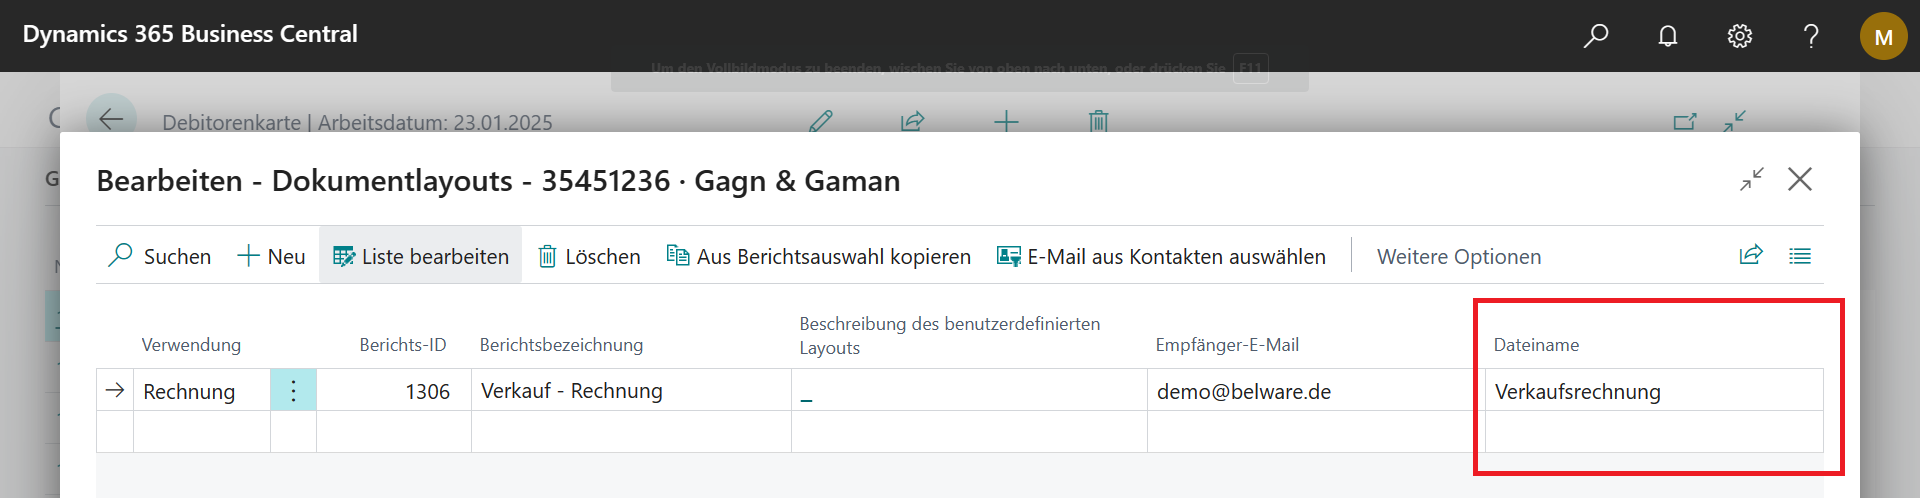 Dynamics 365 Business Central
M
Um den Vollbildmodus zu beenden, wischen Sie von oben nach unten, oder drücken Sie F11
Debitorenkarte | Arbeitsdatum: 23.01.2025
Bearbeiten - Dokumentlayouts - 35451236 · Gagn & Gaman
Suchen Neu Liste bearbeiten Löschen Aus Berichtsauswahl kopieren E-Mail aus Kontakten auswählen Weitere Optionen
Verwendung Berichts-ID Berichtsbezeichnung Beschreibung des benutzerdefinierten
Layouts Empfänger-E-Mail Dateiname
Rechnung 1306 Verkauf - Rechnung _ demo@belware.de Verkaufsrechnung